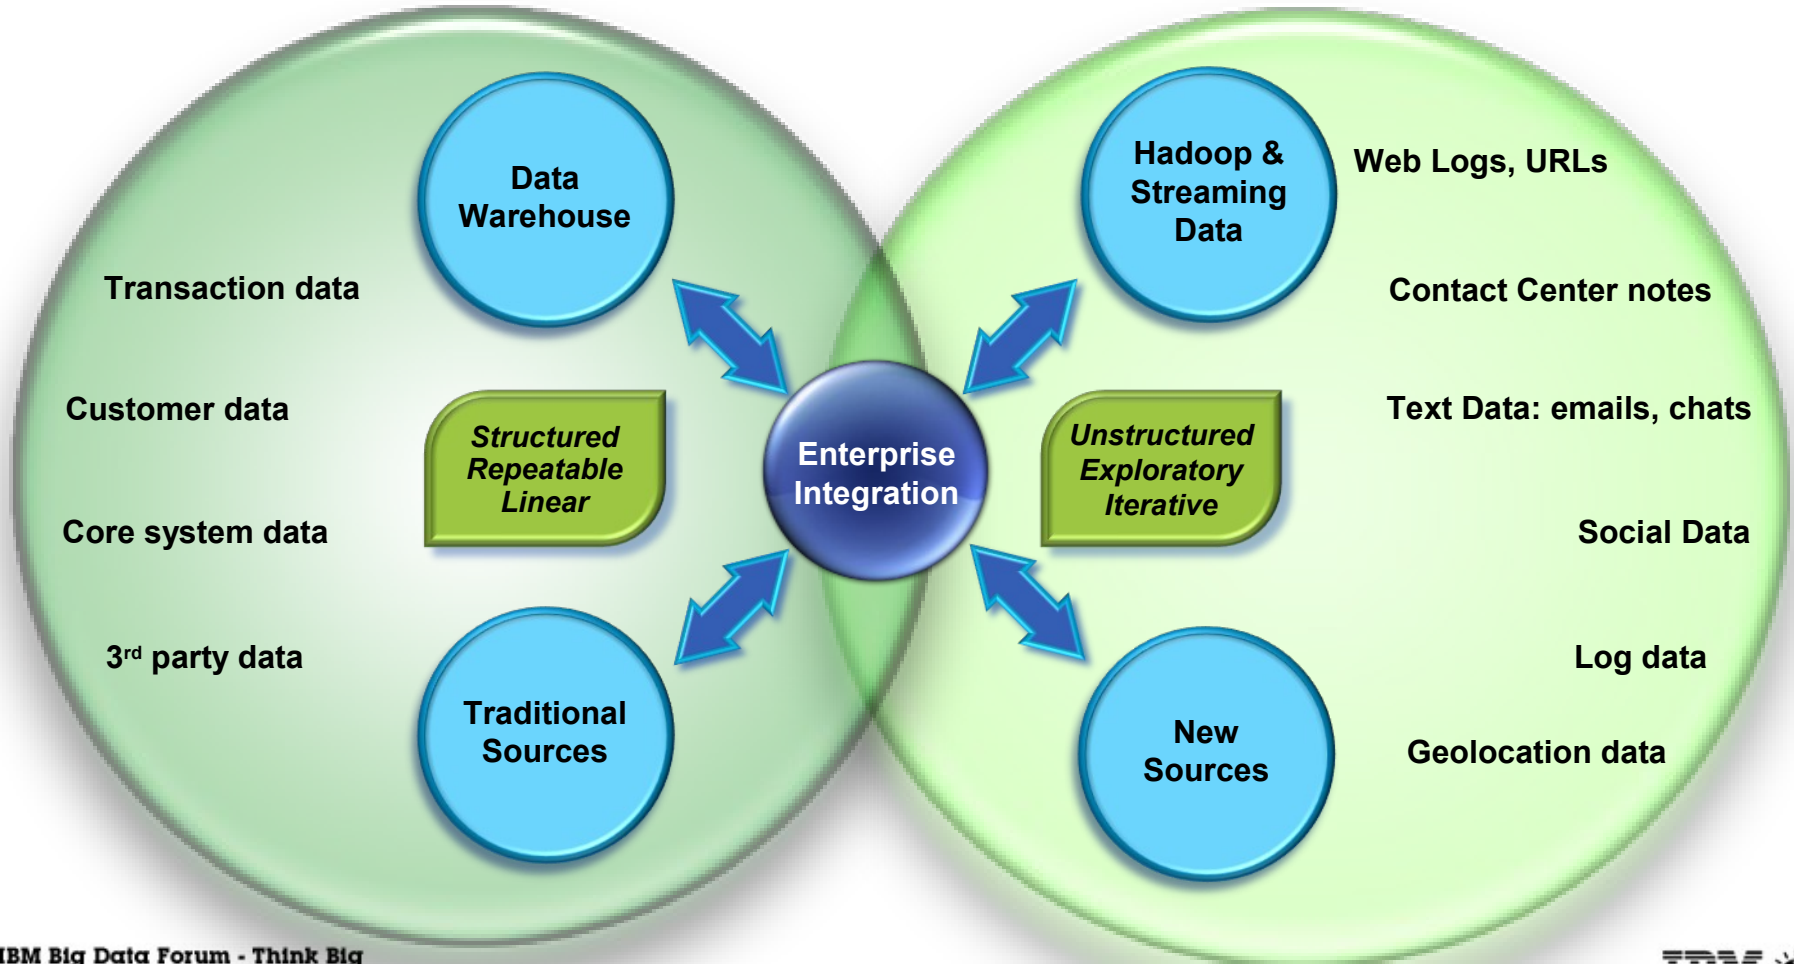 Data
Warehouse
Transaction data
Customer data
Structured
Repeatable
Linear
Core system data
3rd party data
Traditional
Sources
Enterprise
Integration
Hadoop &
Streaming
Data
Web Logs, URLs
Contact Center notes
Text Data: emails, chats
Unstructured
Exploratory
Iterative
Social Data
Log data
New
Sources
Geolocation data
IBM Big Data Forum - Think Big
IBM